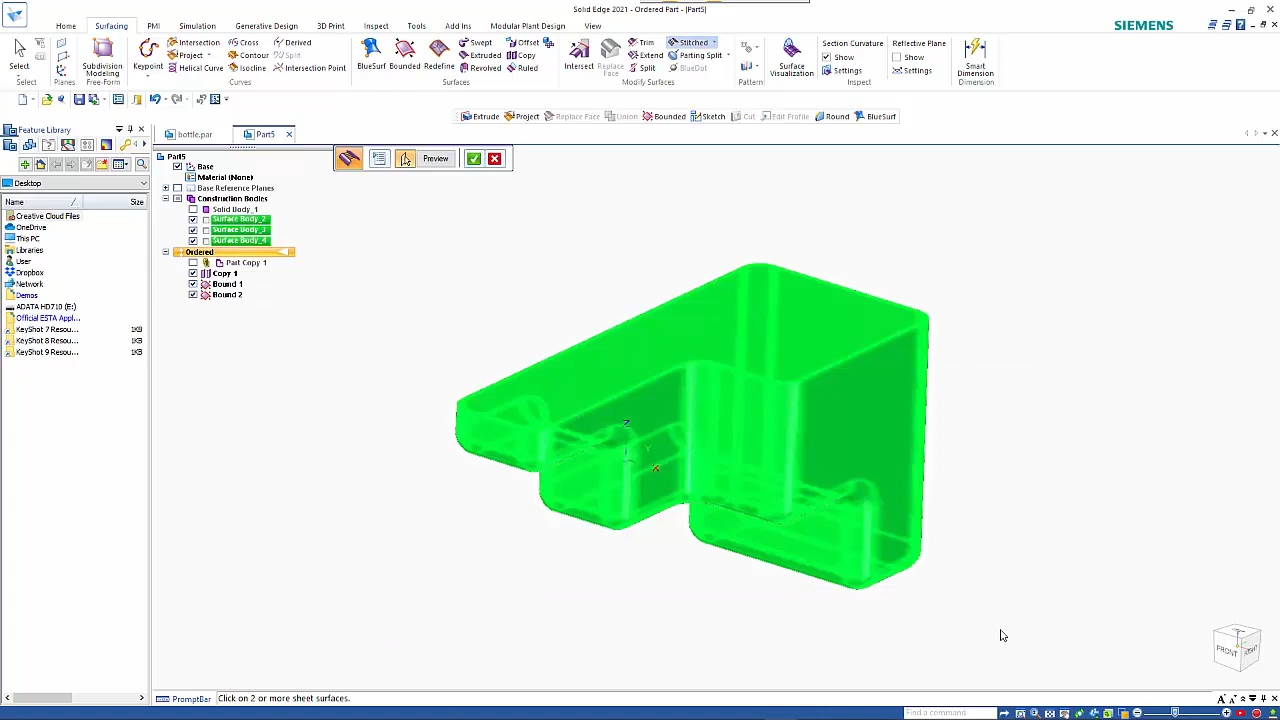 Solid Edge 2021 - Ordered Part - [Part5]
Home Surfacing PMI Simulation Generative Design 3D Print Inspect Tools Add Ins Modular Plant Design View
SIEMENS
Intersection Cross Derived Swept Offset Trim Stitched Section Curvature Reflective Plane
Select Keypoint Project Contour Split BlueSurf Bounded Redefine Extruded Copy Intersect Replace Face Extend Parting Split Show Show
Subdivision Modeling Helical Curve Isocline Intersection Point Revolved Ruled Split BlueDot Surface Visualization Settings Settings Smart Dimension
Select Planes Free-Form Curves Surfaces Modify Surfaces Pattern Inspect Dimension
Extrude Project Replace Face Union Bounded Sketch Cut Edit Profile Round BlueSurf
Feature Library
bottle.par Part5
Preview
Desktop
Name Size
Creative Cloud Files
OneDrive
This PC
Libraries
User
Dropbox
Network
Demos
ADATA HD710 (E:)
Official ESTA Appl...
KeyShot 7 Resou... 1KB
KeyShot 8 Resou... 1KB
KeyShot 9 Resou... 1KB
Part5
Base
Material (None)
Base Reference Planes
Construction Bodies
Solid Body_1
Surface Body_2
Surface Body_3
Surface Body_4
Ordered
Part Copy 1
Copy 1
Bound 1
Bound 2
Z
Y
X
FRONT RIGHT
PromptBar Click on 2 or more sheet surfaces.
Find a command